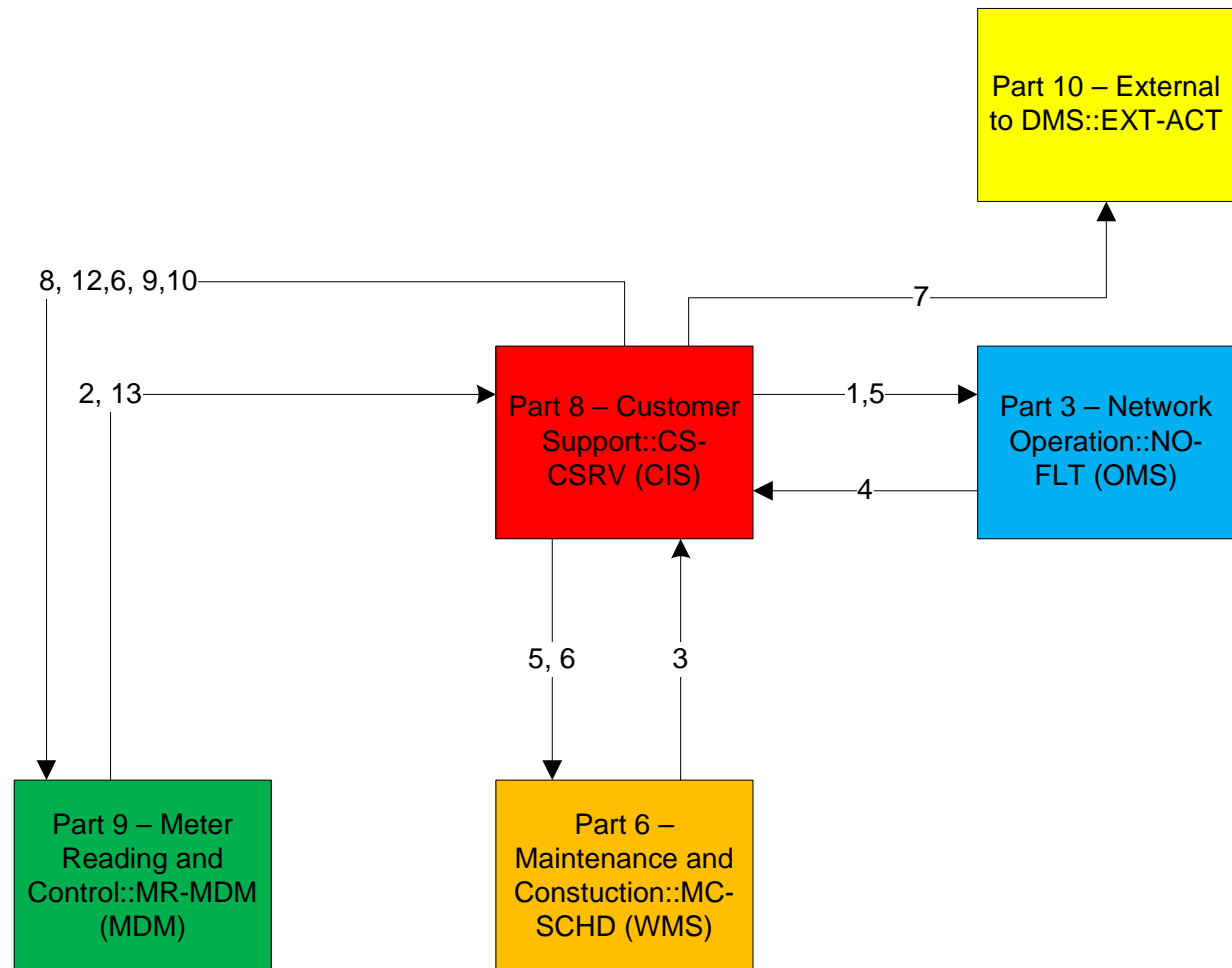 Part 10 – External
to DMS::EXT-ACT
8, 12,6, 9,10
7
2, 13
Part 8 – Customer
Support::CS-
CSRV (CIS)
1,5
Part 3 – Network
Operation::NO-
FLT (OMS)
4
5, 6
3
Part 9 – Meter
Reading and
Control::MR-MDM
(MDM)
Part 6 –
Maintenance and
Constuction::MC-
SCHD (WMS)